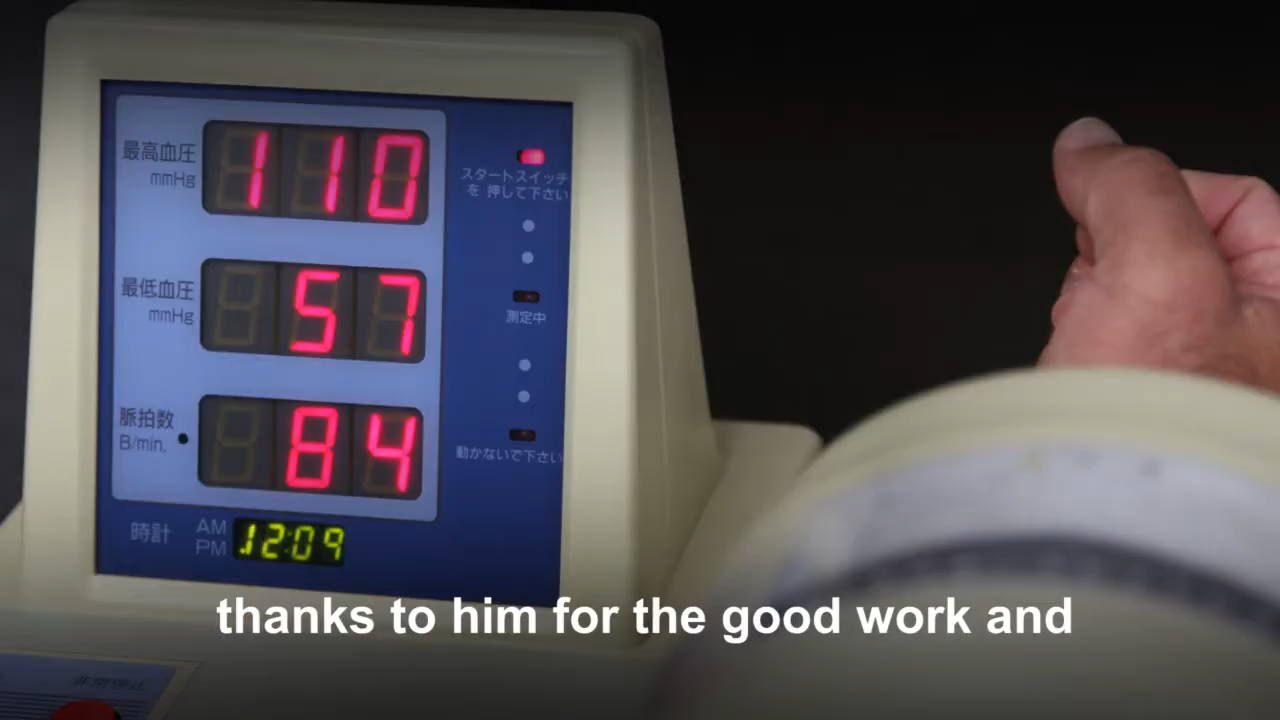 最高血圧
mmHg
110
最低血圧
mmHg
57
脈拍数
B/min.
84
時計
AM
PM
12:09
スタートスイッチ
を 押して下さい
測定中
動かないで下さい
thanks to him for the good work and